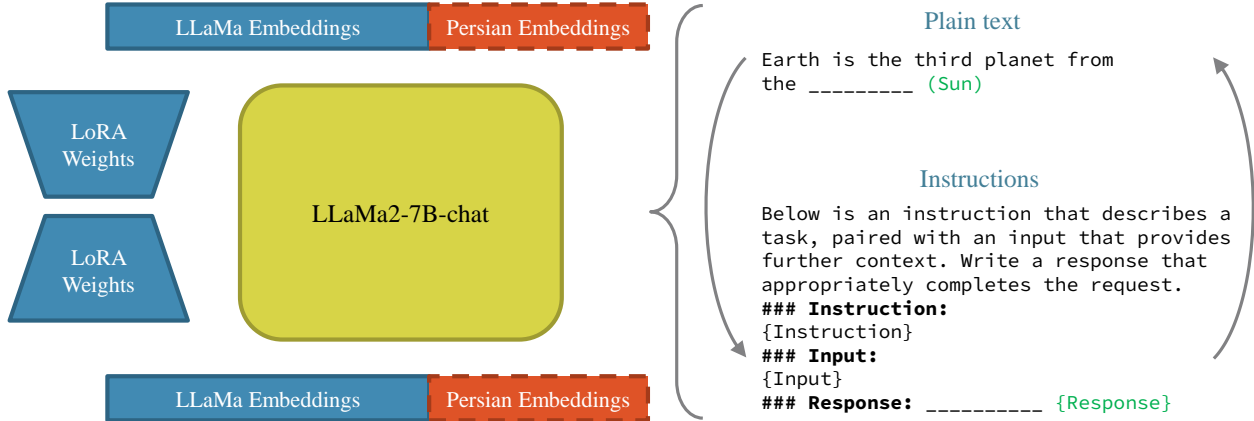 LLaMa Embeddings
Persian Embeddings
LoRA
Weights
LoRA
Weights
LLaMa2-7B-chat
LLaMa Embeddings
Persian Embeddings
Plain text
Earth is the third planet from
the _________ (Sun)
Instructions
Below is an instruction that describes a
task, paired with an input that provides
further context. Write a response that
appropriately completes the request.
### Instruction:
{Instruction}
### Input:
{Input}
### Response: __________ {Response}